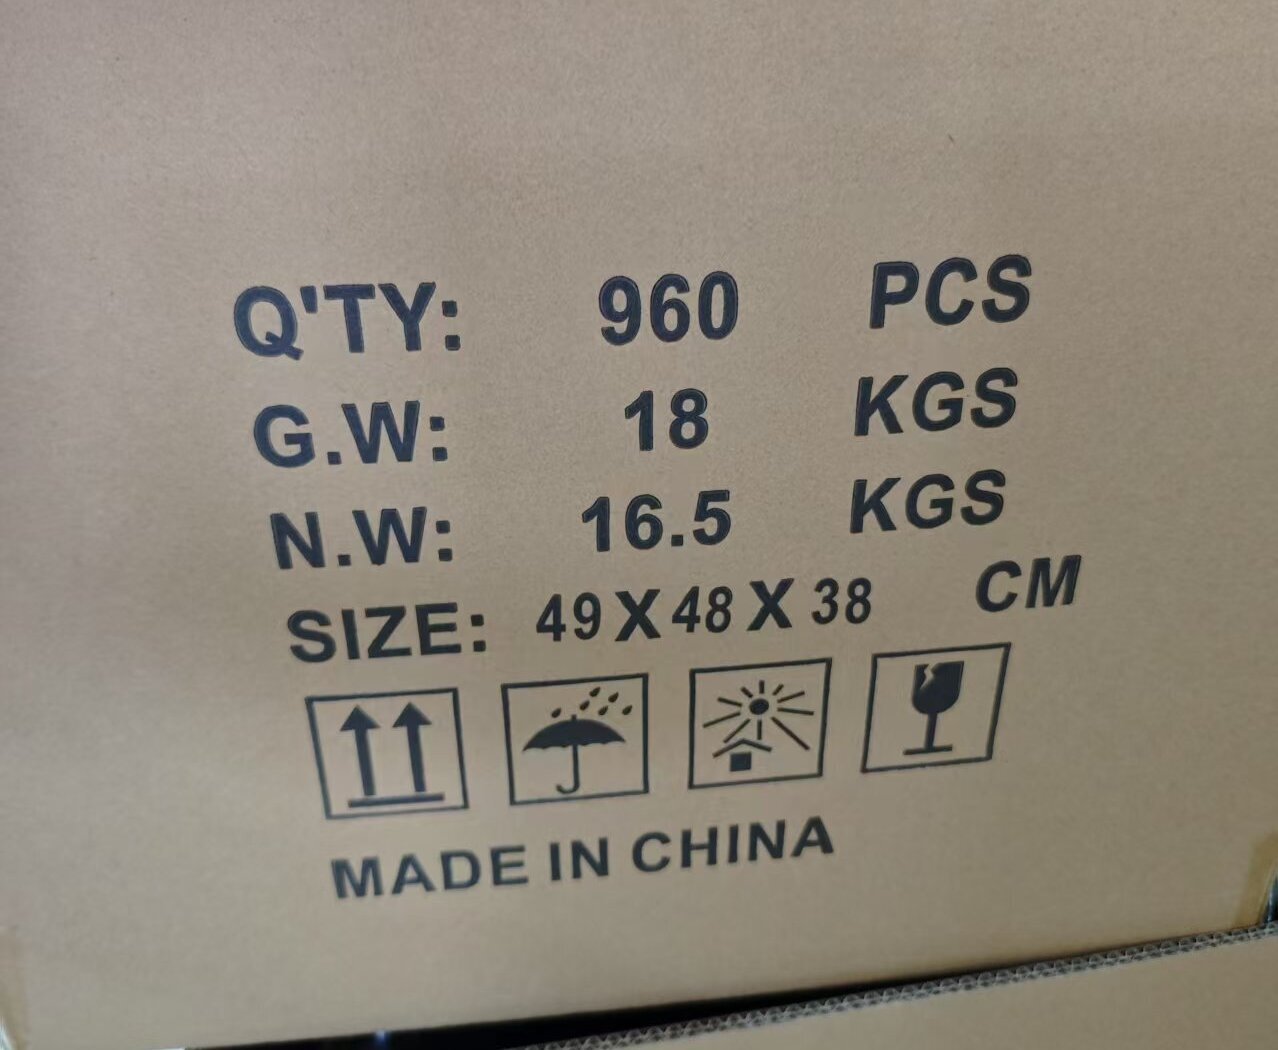 Q'TY: 960 PCS
G.W: 18 KGS
N.W: 16.5 KGS
SIZE: 49 X 48 X 38 CM
MADE IN CHINA